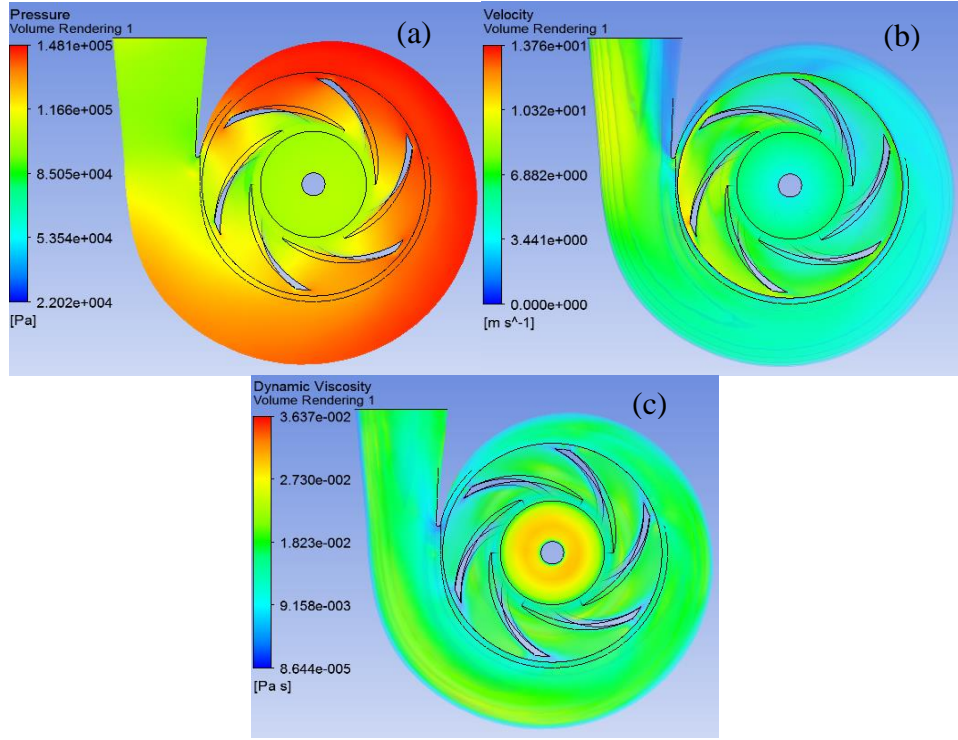 Pressure
Volume Rendering 1
(a)
1.481e+005
1.166e+005
8.505e+004
5.354e+004
2.202e+004
[Pa]
Velocity
Volume Rendering 1
(b)
1.376e+001
1.032e+001
6.882e+000
3.441e+000
0.000e+000
[m s^-1]
Dynamic Viscosity
Volume Rendering 1
(c)
3.637e-002
2.730e-002
1.823e-002
9.158e-003
8.644e-005
[Pa s]